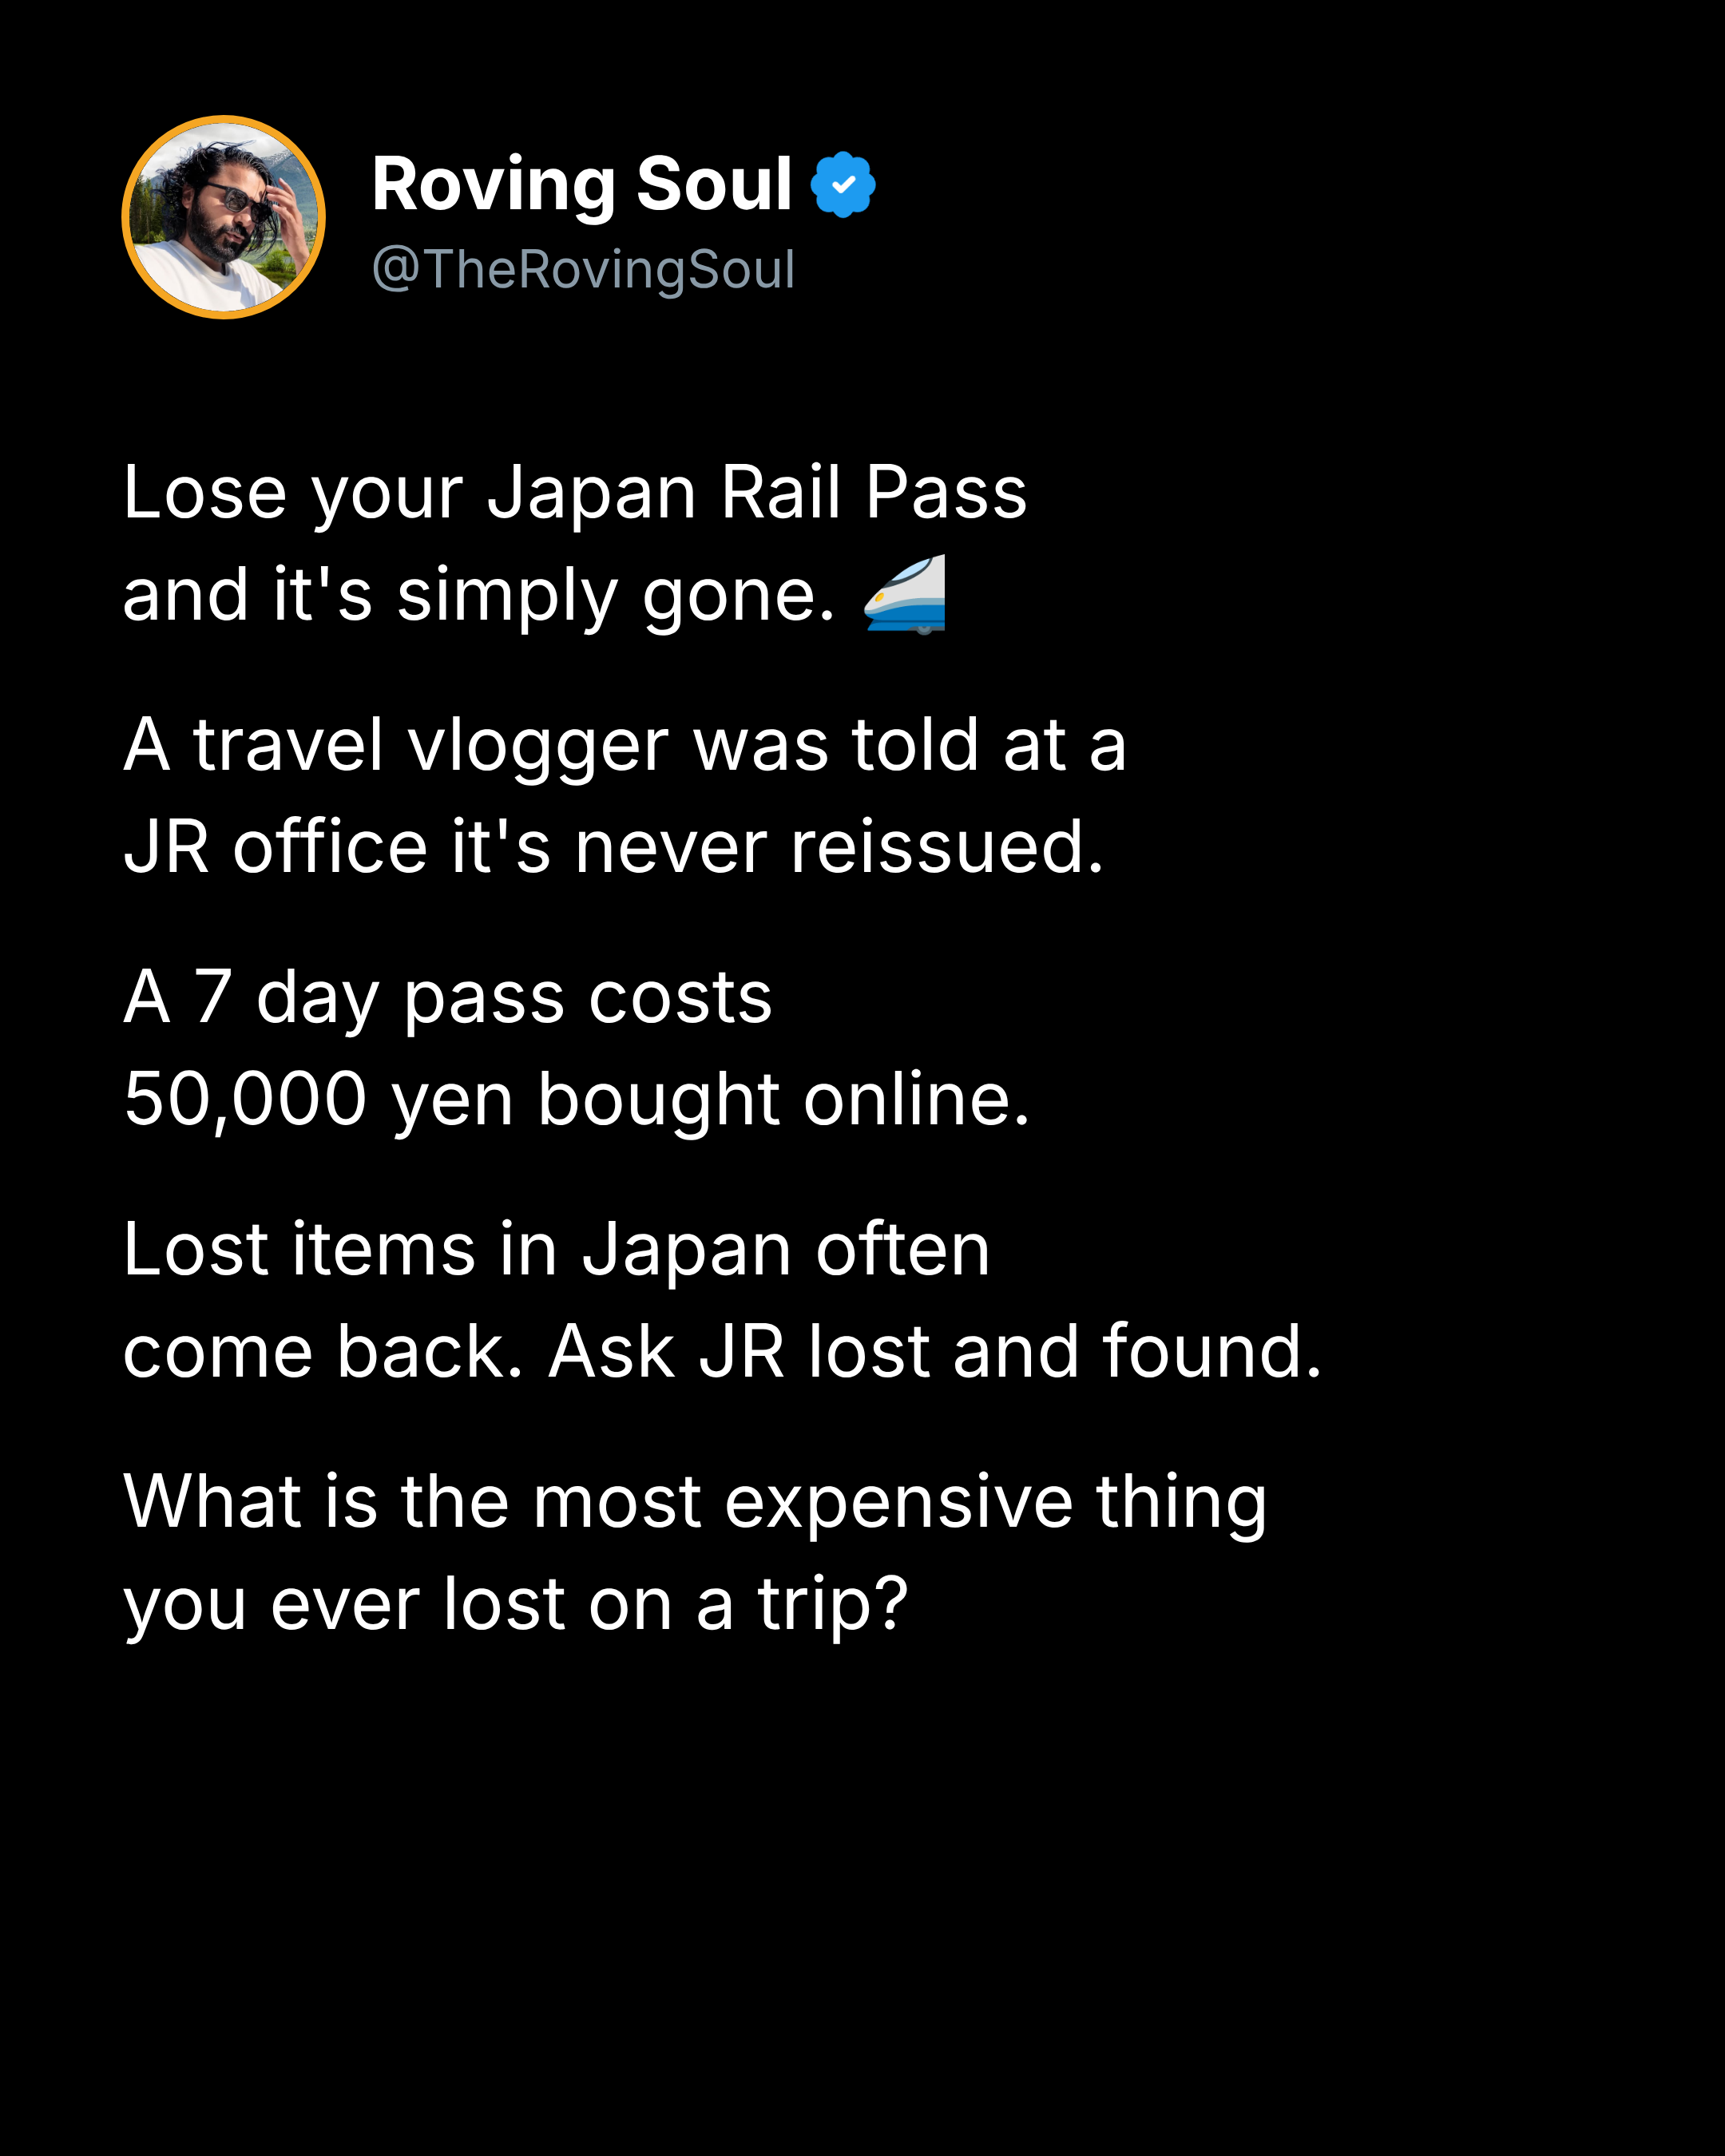 Roving Soul
@TheRovingSoul
Lose your Japan Rail Pass
and it's simply gone. 🚄
A travel vlogger was told at a
JR office it's never reissued.
A 7 day pass costs
50,000 yen bought online.
Lost items in Japan often
come back. Ask JR lost and found.
What is the most expensive thing
you ever lost on a trip?